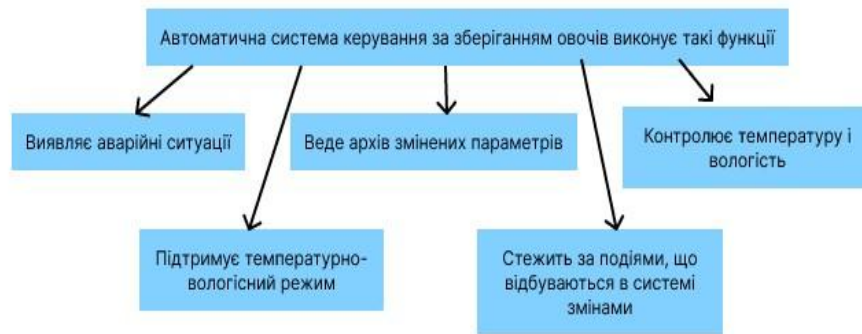 Автоматична система керування за зберіганням овочів виконує такі функції
Виявляє аварійні ситуації
Веде архів змінених параметрів
Контролює температуру і
вологість
Підтримує температурно-
вологісний режим
Стежить за подіями, що
відбуваються в системі
змінами